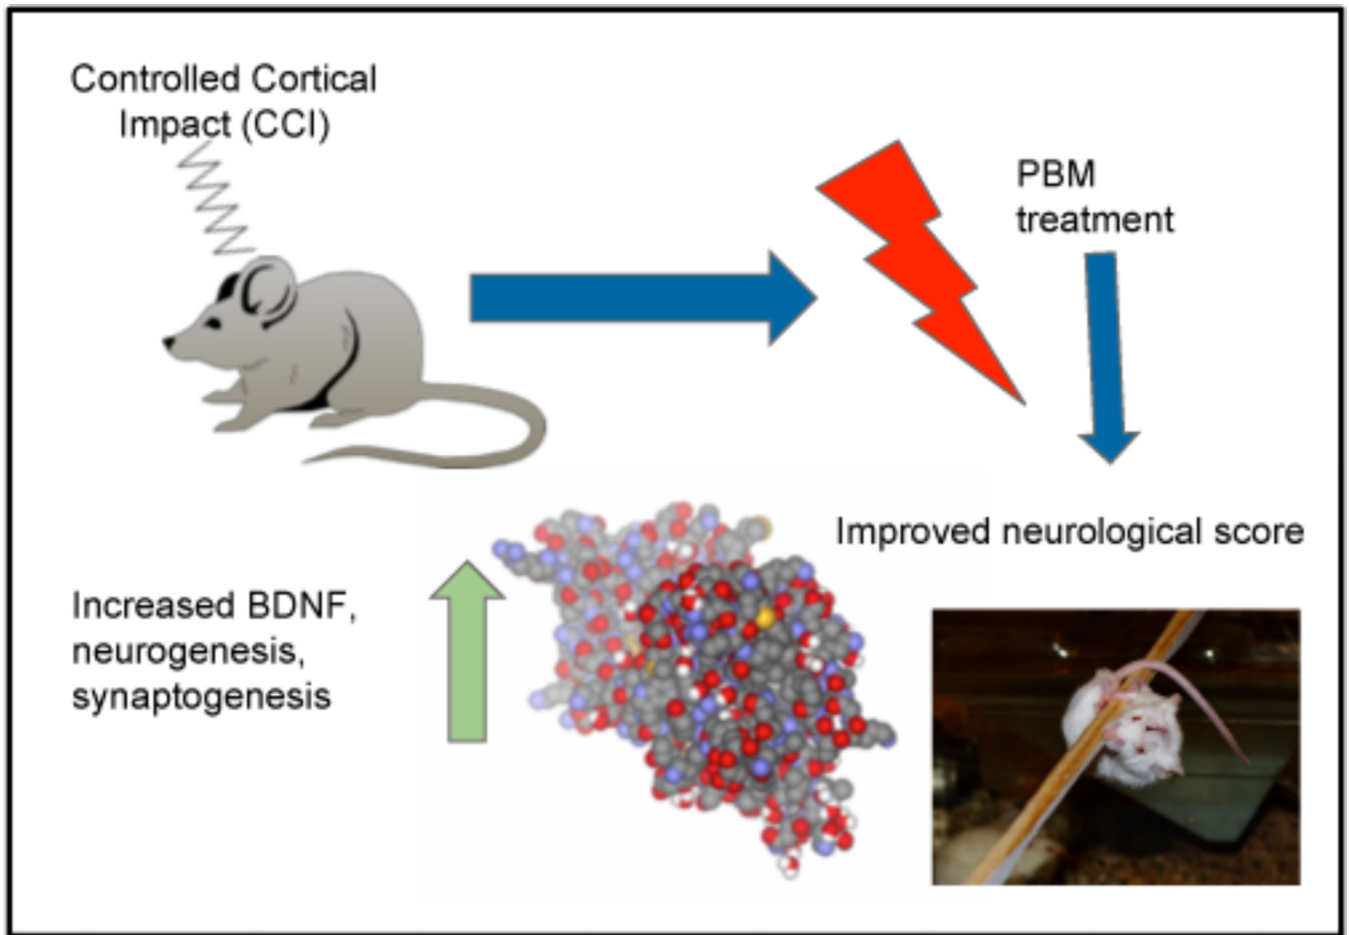 Controlled Cortical
Impact (CCI)
PBM
treatment
Improved neurological score
Increased BDNF,
neurogenesis,
synaptogenesis